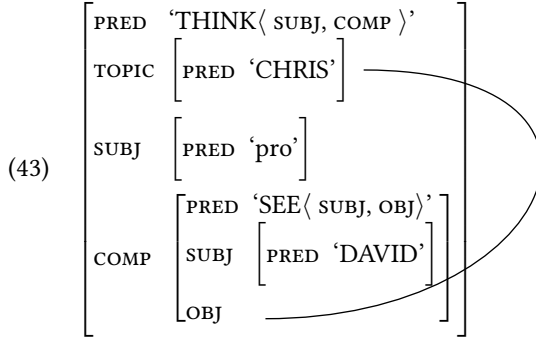 PRED ‘THINK⟨ SUBJ, COMP ⟩’
TOPIC [PRED ‘CHRIS’]
(43) SUBJ [PRED ‘pro’]
PRED ‘SEE⟨ SUBJ, OBJ⟩’
COMP SUBJ [PRED ‘DAVID’]
OBJ